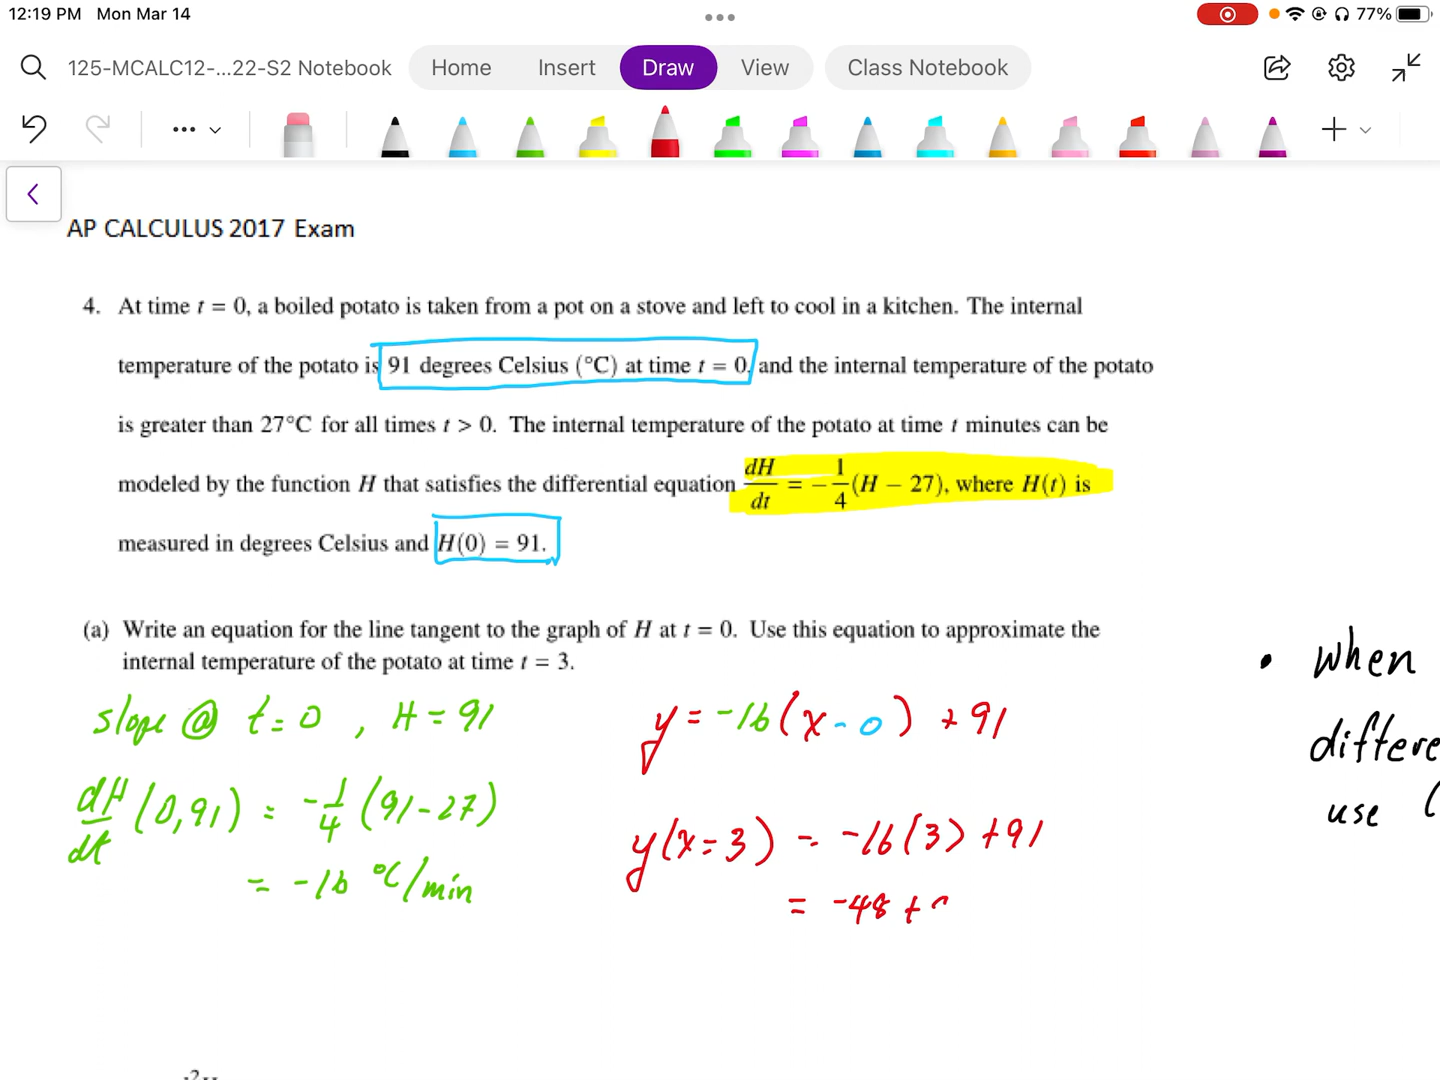 12:19 PM Mon Mar 14
77%
125-MCALC12-...22-S2 Notebook Home Insert Draw View Class Notebook
AP CALCULUS 2017 Exam
4. At time t = 0, a boiled potato is taken from a pot on a stove and left to cool in a kitchen. The internal
temperature of the potato is 91 degrees Celsius (°C) at time t = 0, and the internal temperature of the potato
is greater than 27°C for all times t > 0. The internal temperature of the potato at time t minutes can be
modeled by the function H that satisfies the differential equation dH/dt = -1/4(H - 27), where H(t) is
measured in degrees Celsius and H(0) = 91.
(a) Write an equation for the line tangent to the graph of H at t = 0. Use this equation to approximate the
internal temperature of the potato at time t = 3.
slope @ t = 0, H = 91
dH/dt (0,91) = -1/4 (91-27)
= -16 °C/min
y = -16(x-0) + 91
y(x=3) = -16(3) + 91
= -48 +
• when
differe
use (